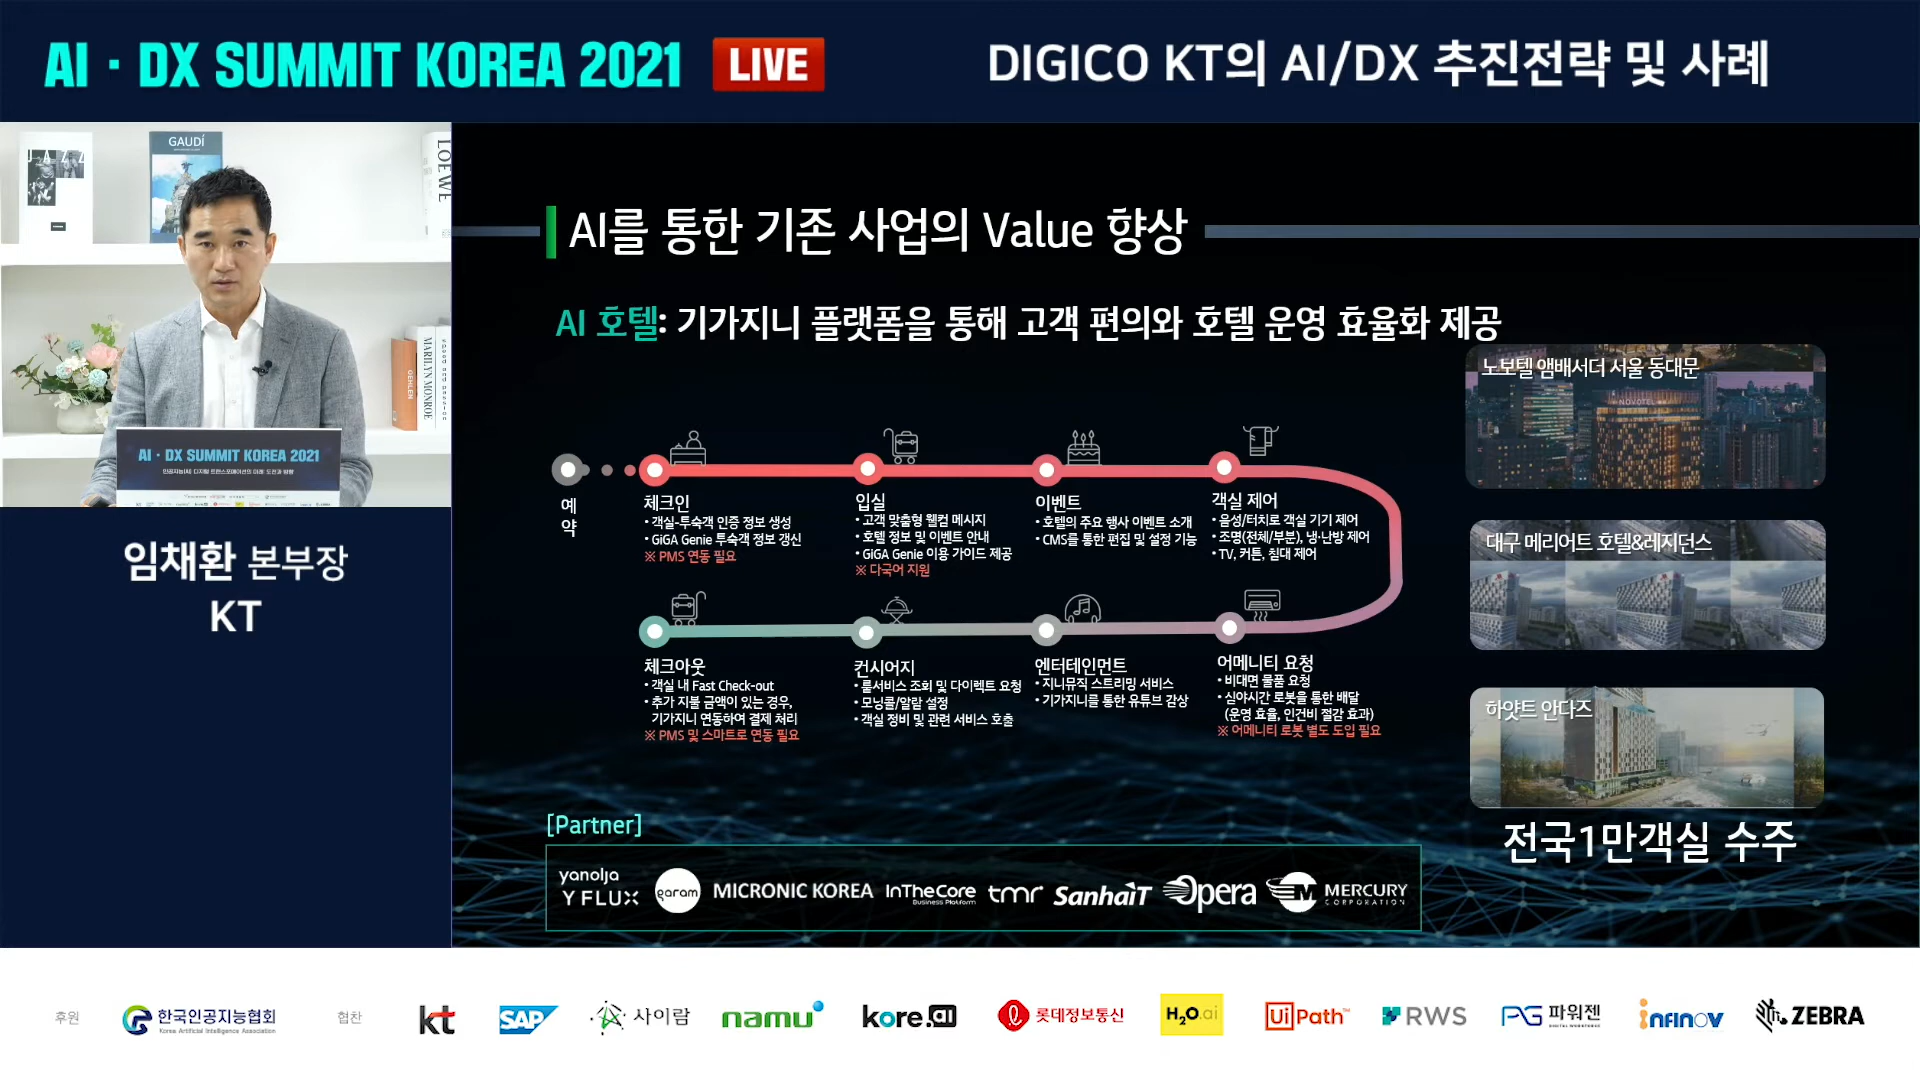 AI · DX SUMMIT KOREA 2021
LIVE
DIGICO KT의 AI/DX 추진전략 및 사례
JAZZ
GAUDÍ
LOEWE
OEHLEN
MARILYN MONROE
AI · DX SUMMIT KOREA 2021
임채환 본부장
KT
AI를 통한 기존 사업의 Value 향상
AI 호텔: 기가지니 플랫폼을 통해 고객 편의와 호텔 운영 효율화 제공
예약
체크인
• 객실-투숙객 인증 정보 생성
• GiGA Genie 투숙객 정보 갱신
※ PMS 연동 필요
입실
• 고객 맞춤형 웰컴 메시지
• 호텔 정보 및 이벤트 안내
• GiGA Genie 이용 가이드 제공
※ 다국어 지원
이벤트
• 호텔의 주요 행사 이벤트 소개
• CMS를 통한 편집 및 설정 기능
객실 제어
• 음성/터치로 객실 기기 제어
• 조명(전체/부분), 냉·난방 제어
• TV, 커튼, 침대 제어
체크아웃
• 객실 내 Fast Check-out
• 추가 지불 금액이 있는 경우,
기가지니 연동하여 결제 처리
※ PMS 및 스마트로 연동 필요
컨시어지
• 룸서비스 조회 및 다이렉트 요청
• 모닝콜/알람 설정
• 객실 정비 및 관련 서비스 호출
엔터테인먼트
• 지니뮤직 스트리밍 서비스
• 기가지니를 통한 유튜브 감상
어메니티 요청
• 비대면 물품 요청
• 심야시간 로봇을 통한 배달
(운영 효율, 인건비 절감 효과)
※ 어메니티 로봇 별도 도입 필요
노보텔 앰배서더 서울 동대문
NOVOTEL
대구 메리어트 호텔&레지던스
하얏트 안다즈
전국1만객실 수주
[Partner]
yanolja
Y FLUX
garam
MICRONIC KOREA
InTheCore
Business Platform
tmr
SanhaiT
Opera
M MERCURY
CORPORATION
후원
한국인공지능협회
Korea Artificial Intelligence Association
협찬
kt
SAP
사이람
namu
kore.ai
롯데정보통신
H2O.ai
UiPath™
RWS
PG 파워젠
DIGITAL WORKFORCE
infinov
ZEBRA